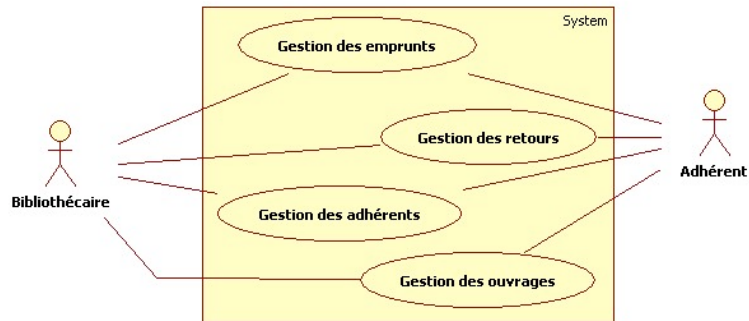 System
Gestion des emprunts
Gestion des retours
Bibliothécaire
Adhérent
Gestion des adhérents
Gestion des ouvrages